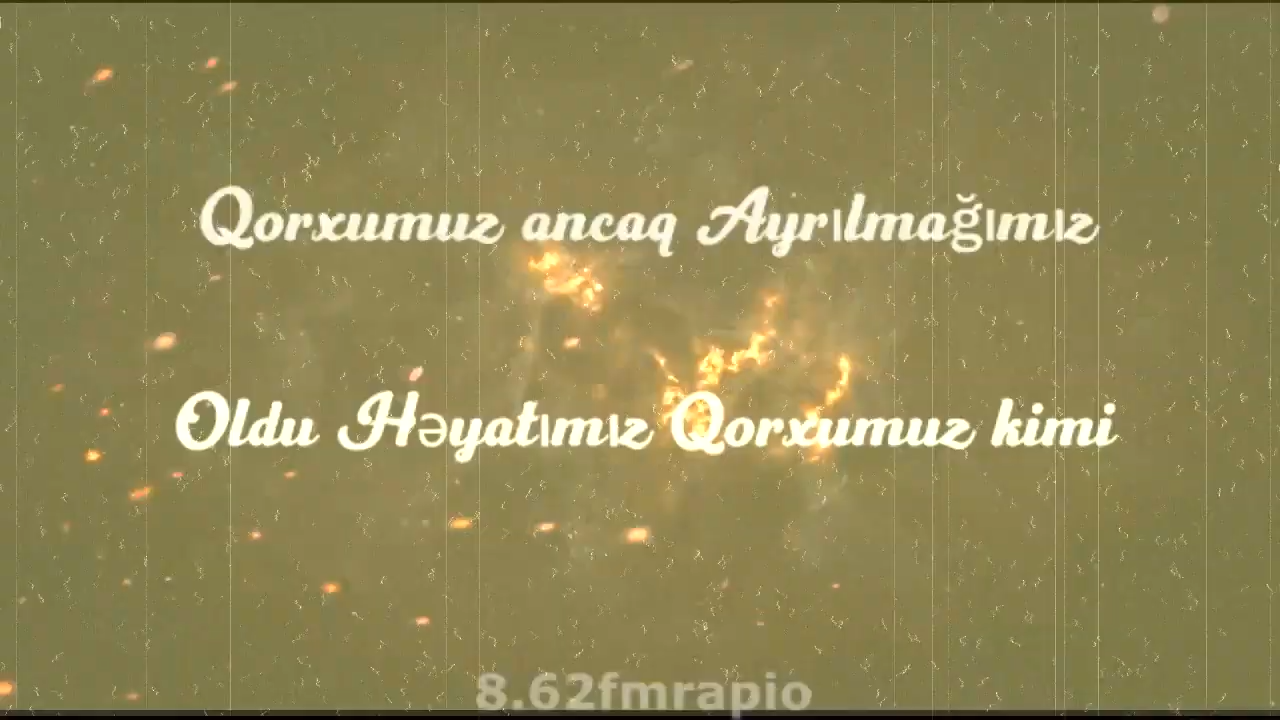 Qorxumuz ancaq Ayrılmağımız
Oldu Həyatımız Qorxumuz kimi
8.62fmrapio